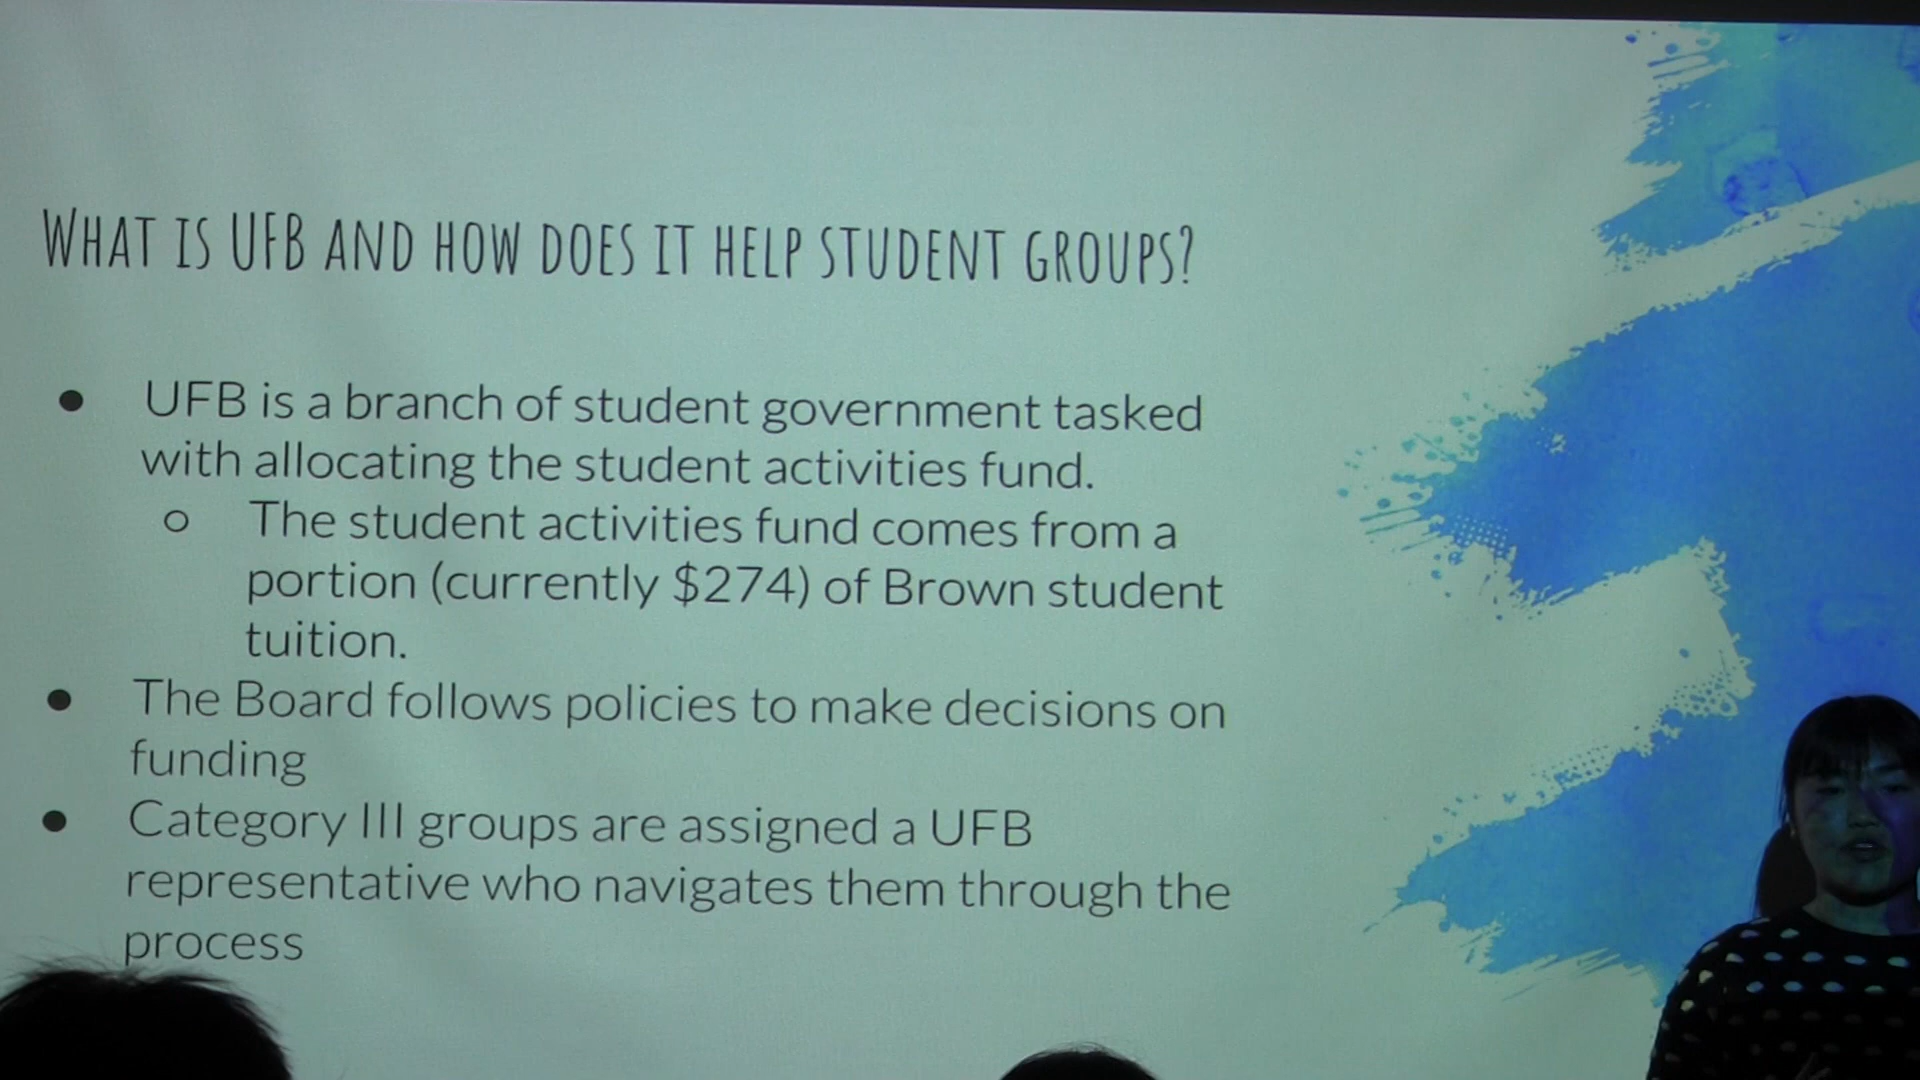 WHAT IS UFB AND HOW DOES IT HELP STUDENT GROUPS?
● UFB is a branch of student government tasked
with allocating the student activities fund.
○ The student activities fund comes from a
portion (currently $274) of Brown student
tuition.
● The Board follows policies to make decisions on
funding
● Category III groups are assigned a UFB
representative who navigates them through the
process